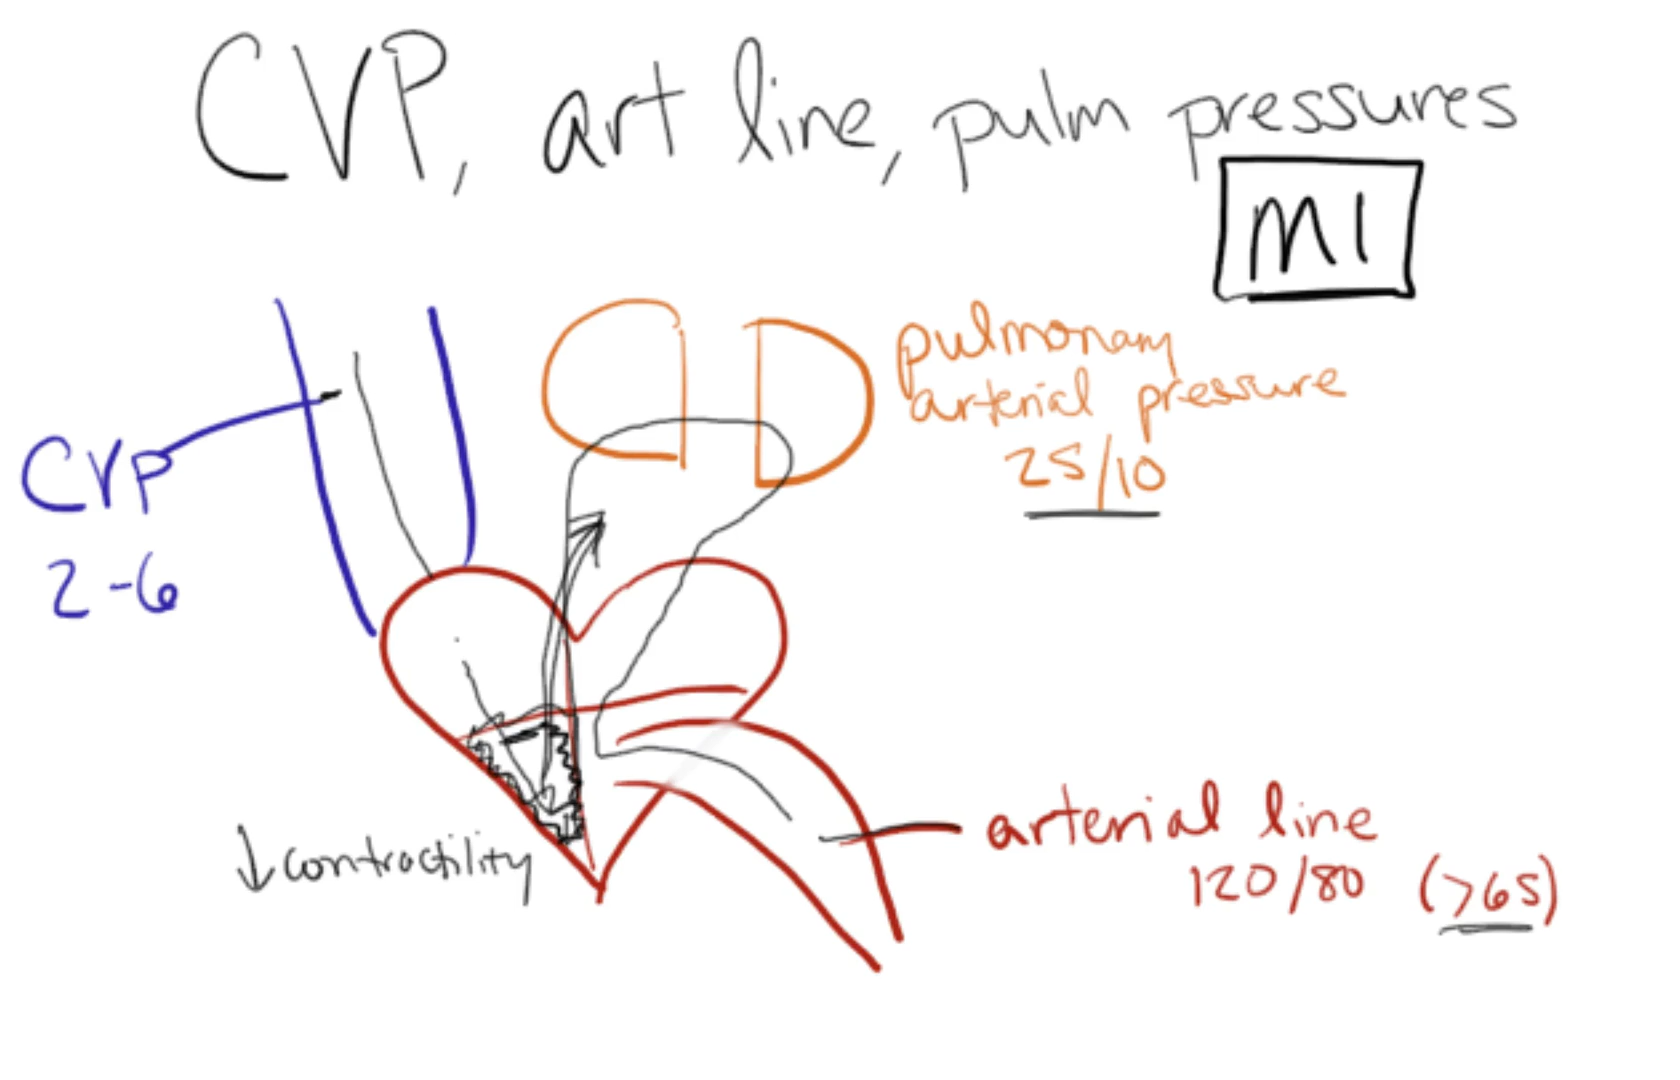 CVP, art line, pulm pressures
MI
pulmonary
arterial pressure
25/10
CVP
2-6
↓contractility
arterial line
120/80 (>65)